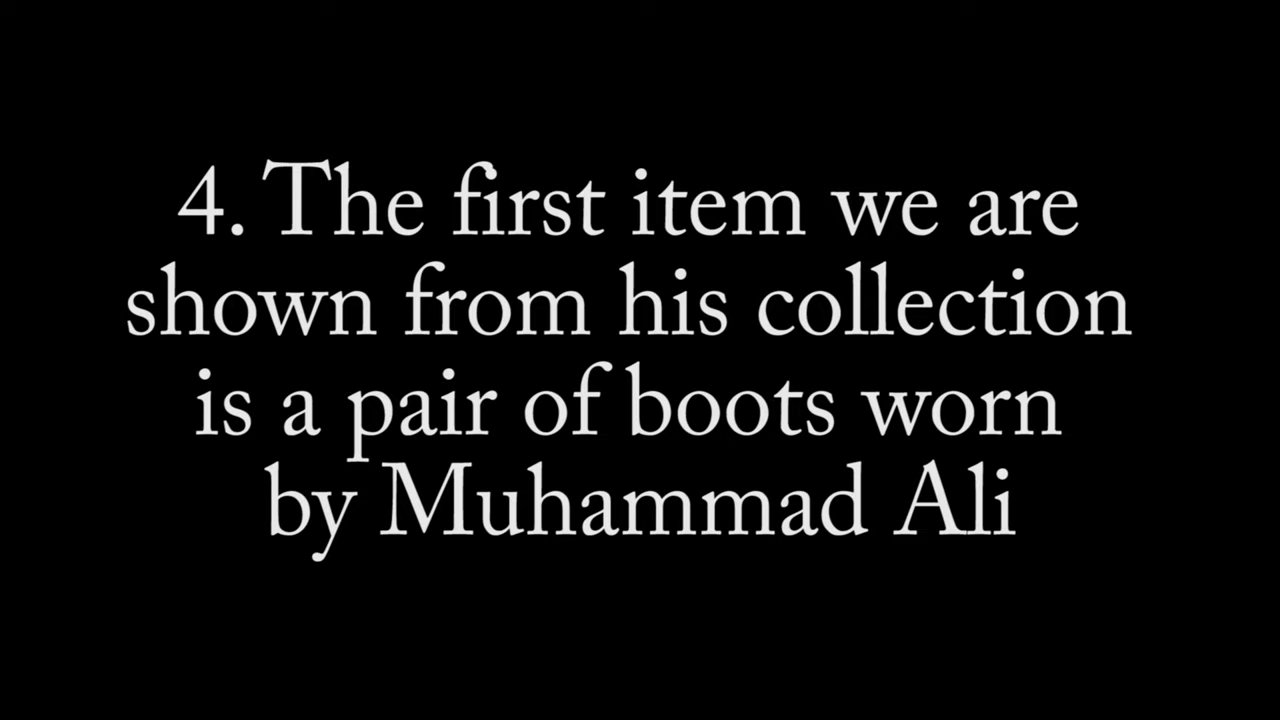 4. The first item we are
shown from his collection
is a pair of boots worn
by Muhammad Ali